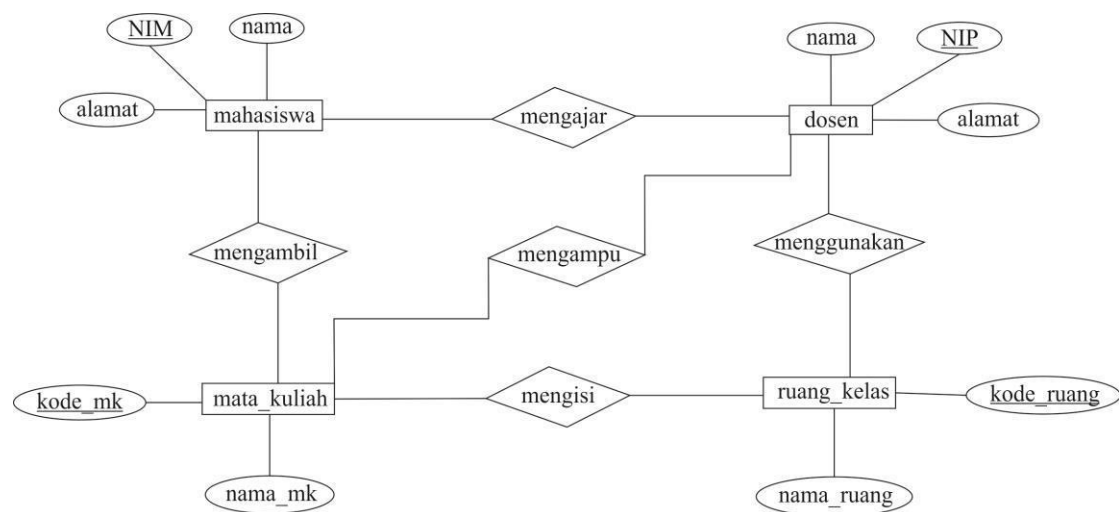 NIM
nama
nama
NIP
alamat
mahasiswa
mengajar
dosen
alamat
mengambil
mengampu
menggunakan
kode_mk
mata_kuliah
mengisi
ruang_kelas
kode_ruang
nama_mk
nama_ruang